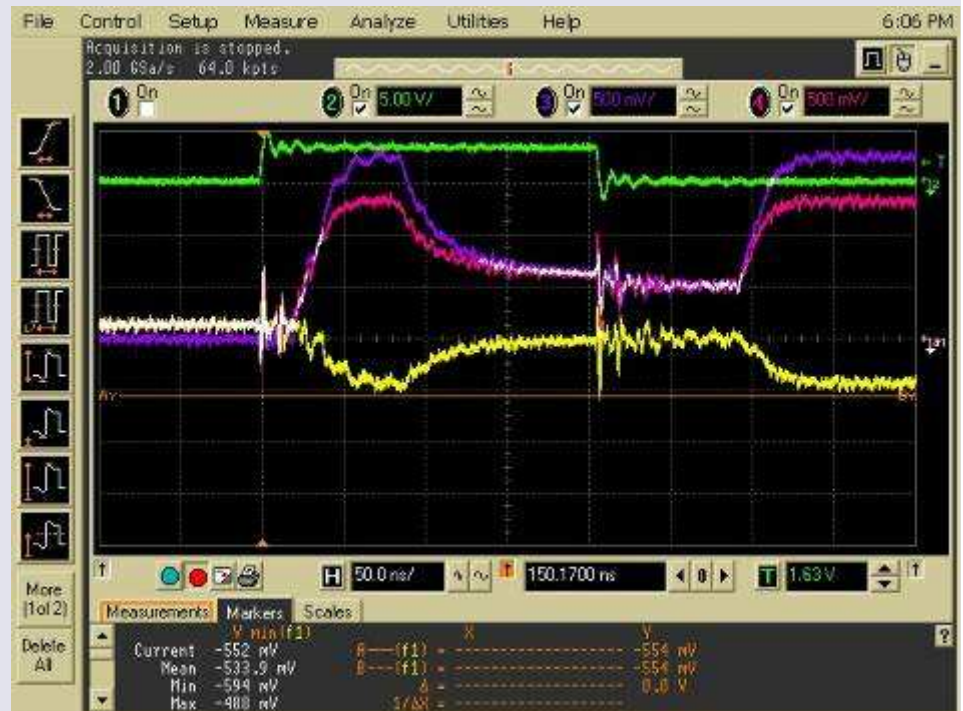 File Control Setup Measure Analyze Utilities Help 6:06 PM
Acquisition is stopped.
2.00 GSa/s 64.0 kpts
1 On
2 On 5.00 V/
3 On 500 mV/
4 On 500 mV/
H 50.0 ns/ 150.1700 ns 0 T 1.63 V
More
(1of 2)
Delete
All
Measurements Markers Scales
V min(f1) X Y
Current -552 mV A---(f1) = -554 mV
Mean -533.9 mV B---(f1) = -554 mV
Min -594 mV Δ = 0.0 V
Max -488 mV 1/ΔX =
?